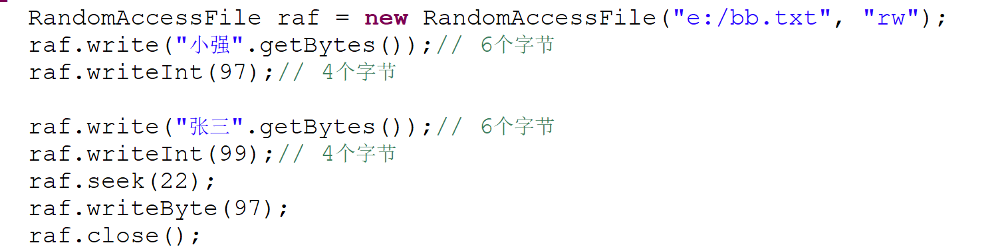 RandomAccessFile raf = new RandomAccessFile("e:/bb.txt", "rw");
raf.write("小强".getBytes());// 6个字节
raf.writeInt(97);// 4个字节
raf.write("张三".getBytes());// 6个字节
raf.writeInt(99);// 4个字节
raf.seek(22);
raf.writeByte(97);
raf.close();